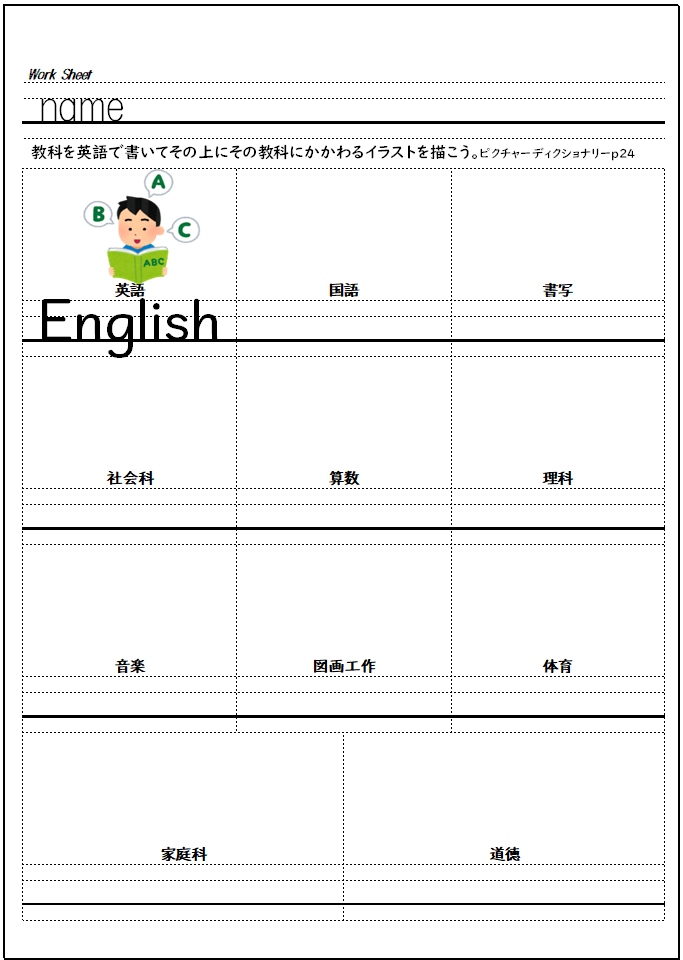 Work Sheet
name
教科を英語で書いてその上にその教科にかかわるイラストを描こう。ピクチャーディクショナリーp24
A
B
C
ABC
英語 国語 書写
English
社会科 算数 理科
音楽 図画工作 体育
家庭科 道徳